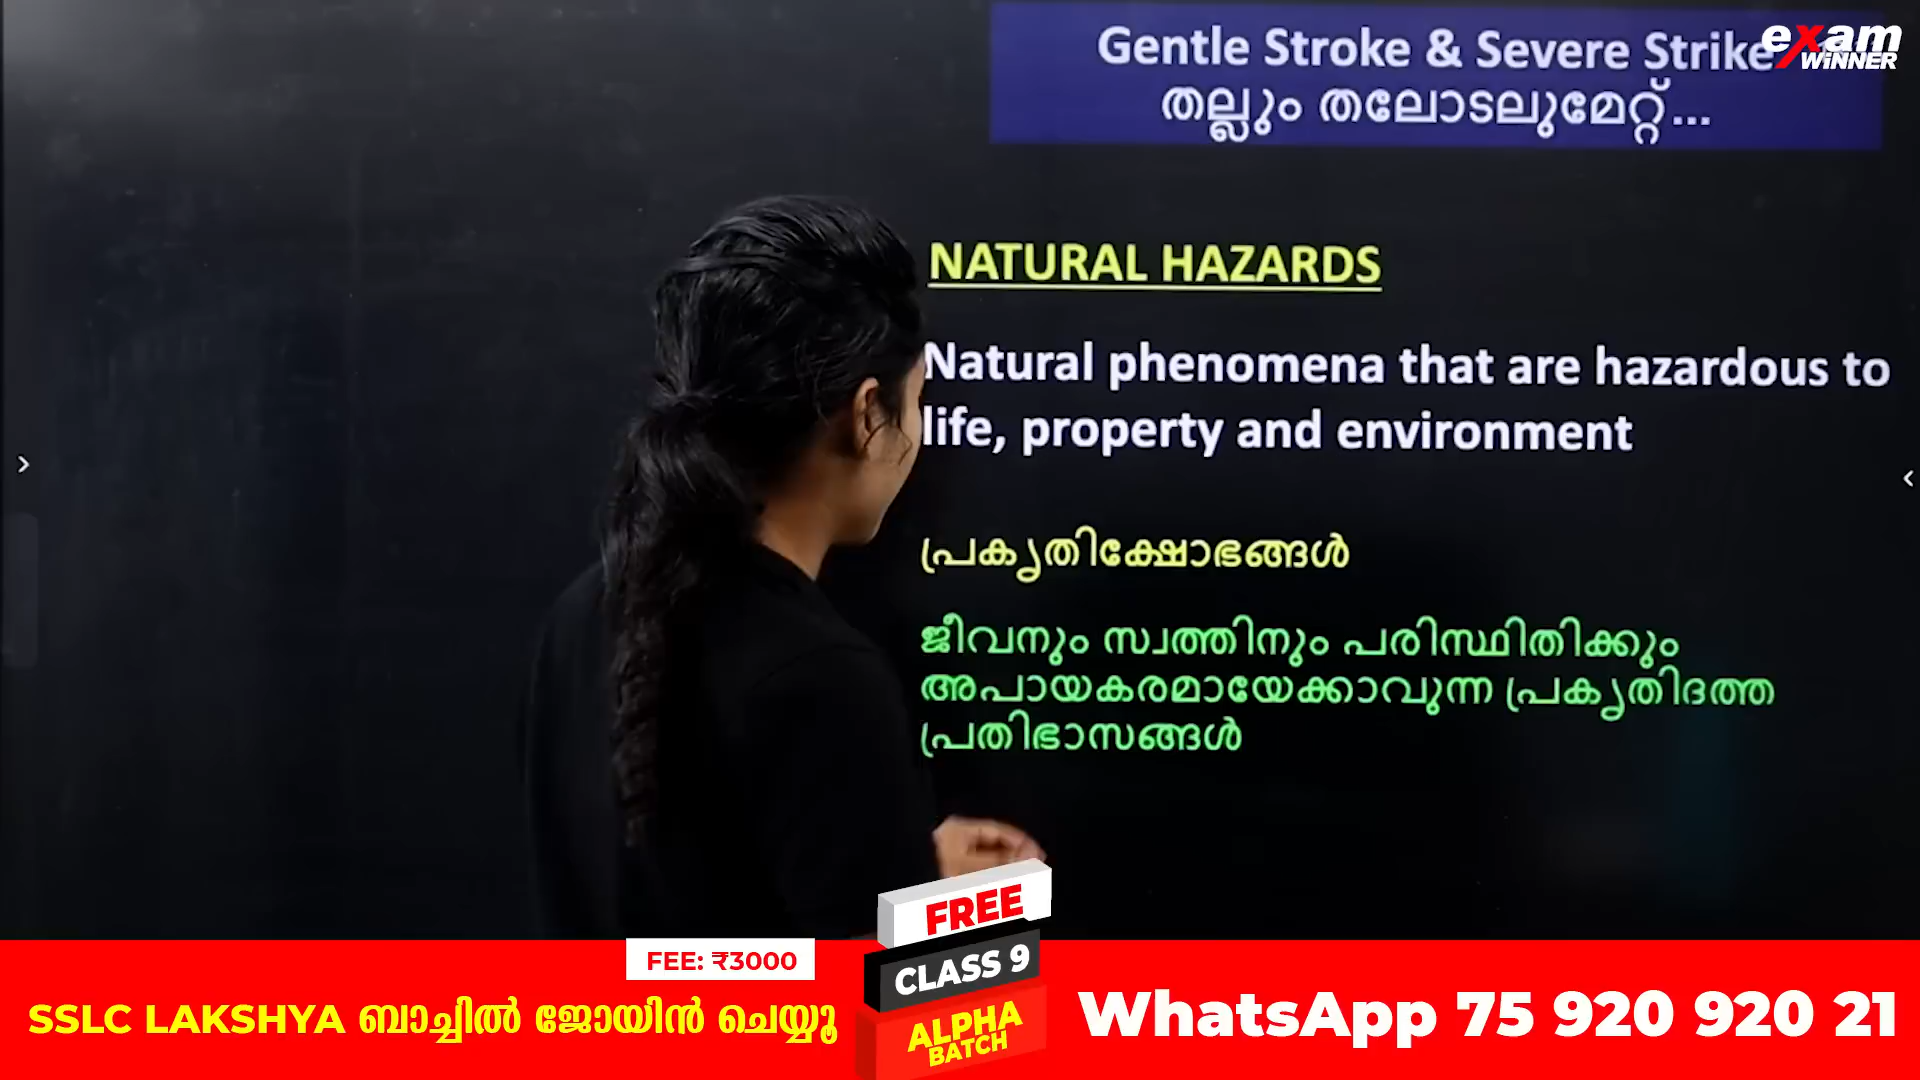 Gentle Stroke & Severe Strike
exam
WiNNER
തല്ലും തലോടലുമേറ്റ്...
NATURAL HAZARDS
Natural phenomena that are hazardous to
life, property and environment
പ്രകൃതിക്ഷോഭങ്ങൾ
ജീവനും സ്വത്തിനും പരിസ്ഥിതിക്കും
അപായകരമായേക്കാവുന്ന പ്രകൃതിദത്ത
പ്രതിഭാസങ്ങൾ
FEE: ₹3000
SSLC LAKSHYA ബാച്ചിൽ ജോയിൻ ചെയ്യൂ
FREE
CLASS 9
ALPHA
BATCH
WhatsApp 75 920 920 21